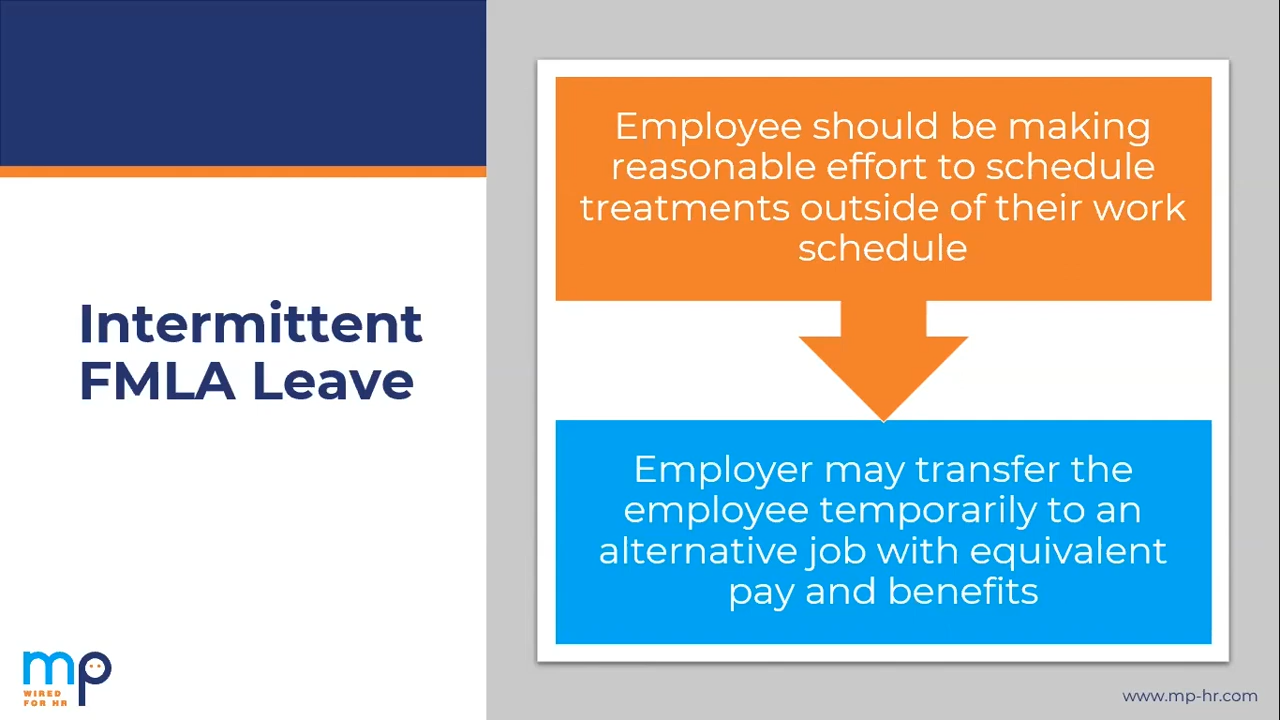 Intermittent
FMLA Leave
Employee should be making
reasonable effort to schedule
treatments outside of their work
schedule
Employer may transfer the
employee temporarily to an
alternative job with equivalent
pay and benefits
mp
WIRED
FOR HR
www.mp-hr.com